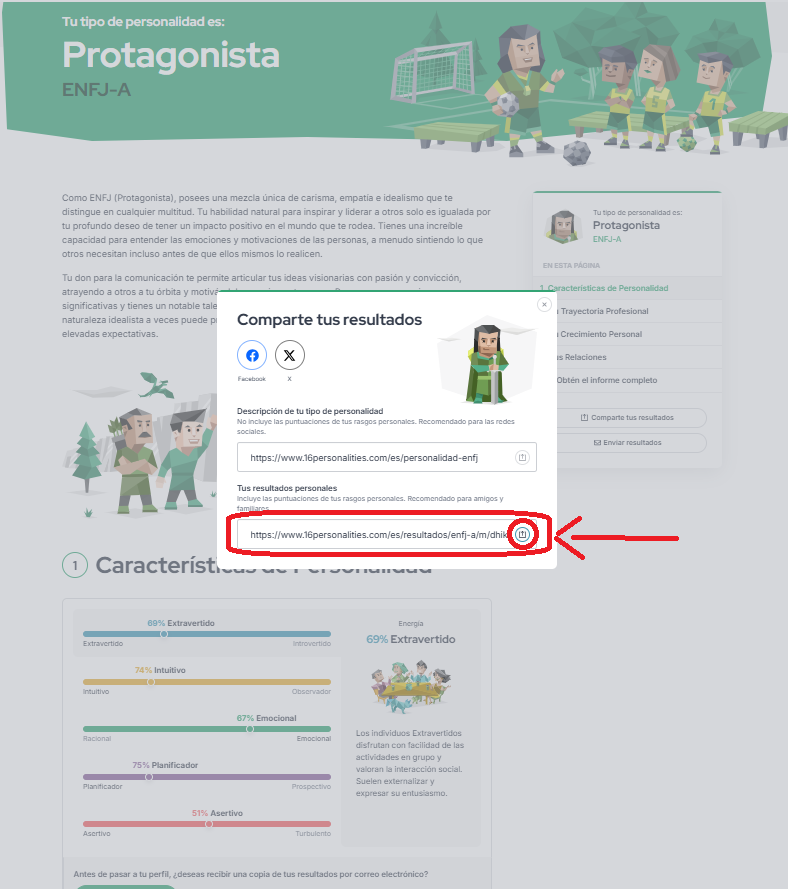 Tu tipo de personalidad es:
Protagonista
ENFJ-A
Como ENFJ (Protagonista), posees una mezcla única de carisma, empatía e idealismo que te
distingue en cualquier multitud. Tu habilidad natural para inspirar y liderar a otros solo es igualada por
tu profundo deseo de tener un impacto positivo en el mundo que te rodea. Tienes una increíble
capacidad para entender las emociones y motivaciones de las personas, a menudo sintiendo lo que
otros necesitan incluso antes de que ellos mismos lo realicen.
Tu don para la comunicación te permite articular tus ideas visionarias con pasión y convicción,
atrayendo a otros a tu órbita y
significativas y tienes un notable
naturaleza idealista a veces puede
elevadas expectativas.
Tu tipo de personalidad es:
Protagonista
ENFJ-A
EN ESTA PÁGINA
1. Características de Personalidad
Trayectoria Profesional
Crecimiento Personal
Relaciones
Obtén el informe completo
Comparte tus resultados
Enviar resultados
Comparte tus resultados
Facebook
X
Descripción de tu tipo de personalidad
No incluye las puntuaciones de tus rasgos personales. Recomendado para las redes
sociales.
https://www.16personalities.com/es/personalidad-enfj
Tus resultados personales
Incluye las puntuaciones de tus rasgos personales. Recomendado para amigos y
familiares.
https://www.16personalities.com/es/resultados/enfj-a/m/dhik
1 Características de Personalidad
69% Extravertido
Extravertido Introvertido
74% Intuitivo
Intuitivo Observador
67% Emocional
Racional Emocional
75% Planificador
Planificador Prospectivo
51% Asertivo
Asertivo Turbulento
Energía
69% Extravertido
Los individuos Extravertidos
disfrutan con facilidad de las
actividades en grupo y
valoran la interacción social.
Suelen externalizar y
expresar su entusiasmo.
Antes de pasar a tu perfil, ¿deseas recibir una copia de tus resultados por correo electrónico?